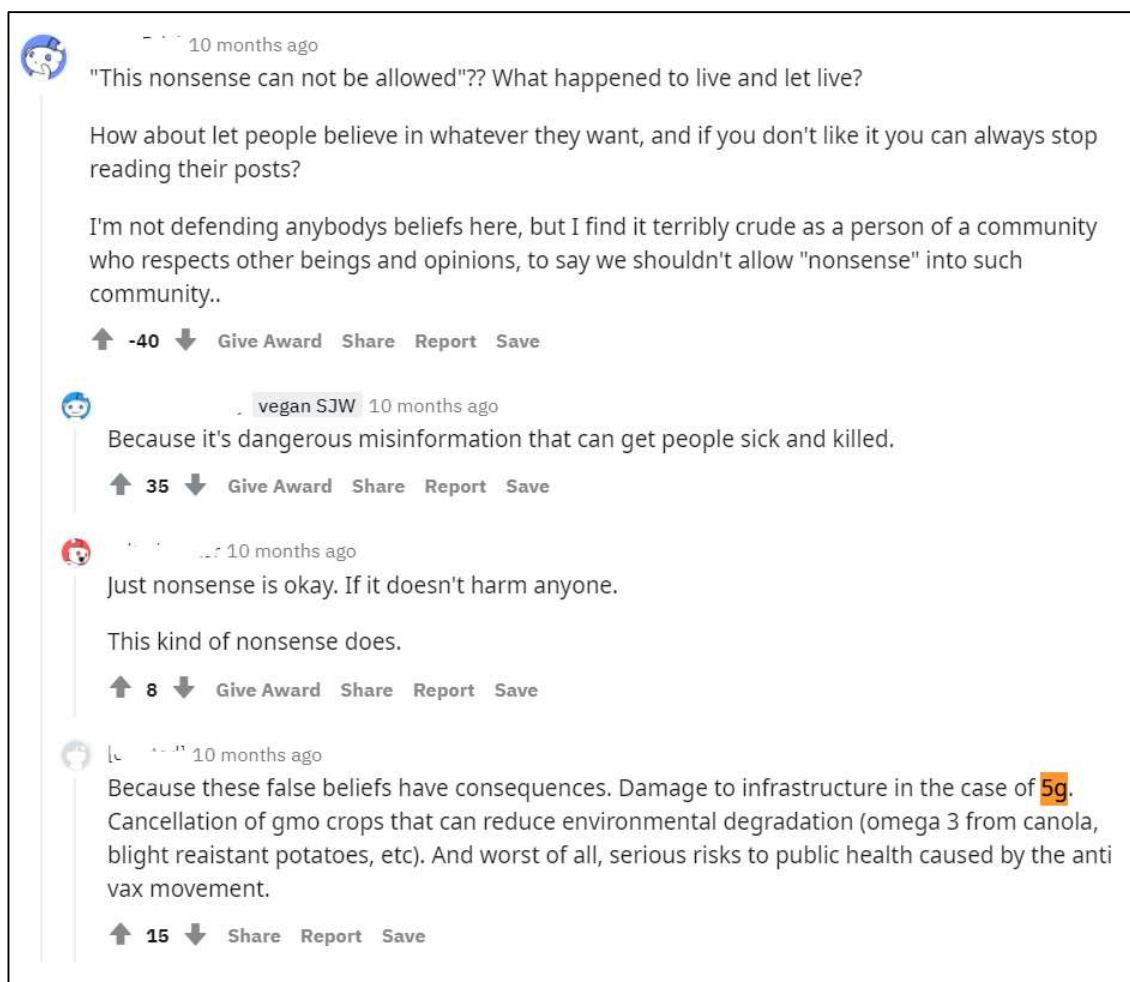 10 months ago
"This nonsense can not be allowed"?? What happened to live and let live?
How about let people believe in whatever they want, and if you don't like it you can always stop
reading their posts?
I'm not defending anybodys beliefs here, but I find it terribly crude as a person of a community
who respects other beings and opinions, to say we shouldn't allow "nonsense" into such
community..
-40 Give Award Share Report Save
vegan SJW 10 months ago
Because it's dangerous misinformation that can get people sick and killed.
35 Give Award Share Report Save
10 months ago
Just nonsense is okay. If it doesn't harm anyone.
This kind of nonsense does.
8 Give Award Share Report Save
10 months ago
Because these false beliefs have consequences. Damage to infrastructure in the case of 5g.
Cancellation of gmo crops that can reduce environmental degradation (omega 3 from canola,
blight reaistant potatoes, etc). And worst of all, serious risks to public health caused by the anti
vax movement.
15 Share Report Save